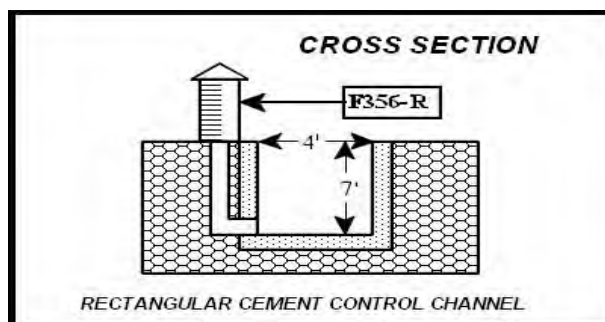 CROSS SECTION
F356-R
4'
7'
RECTANGULAR CEMENT CONTROL CHANNEL